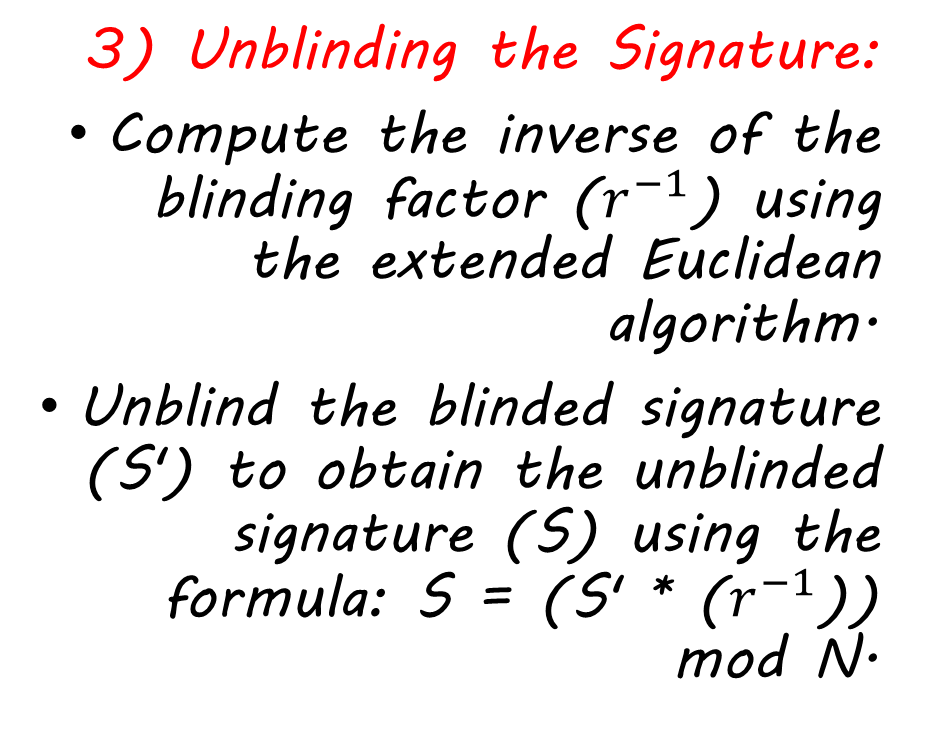 3) Unblinding the Signature:
• Compute the inverse of the
blinding factor (r⁻¹) using
the extended Euclidean
algorithm.
• Unblind the blinded signature
(S') to obtain the unblinded
signature (S) using the
formula: S = (S' * (r⁻¹))
mod N.